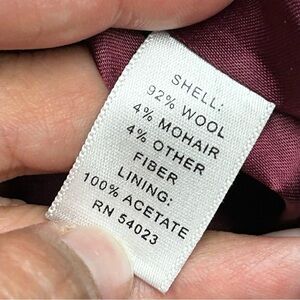 SHELL:
92% WOOL
4% MOHAIR
4% OTHER
FIBER
LINING:
100% ACETATE
RN 54023